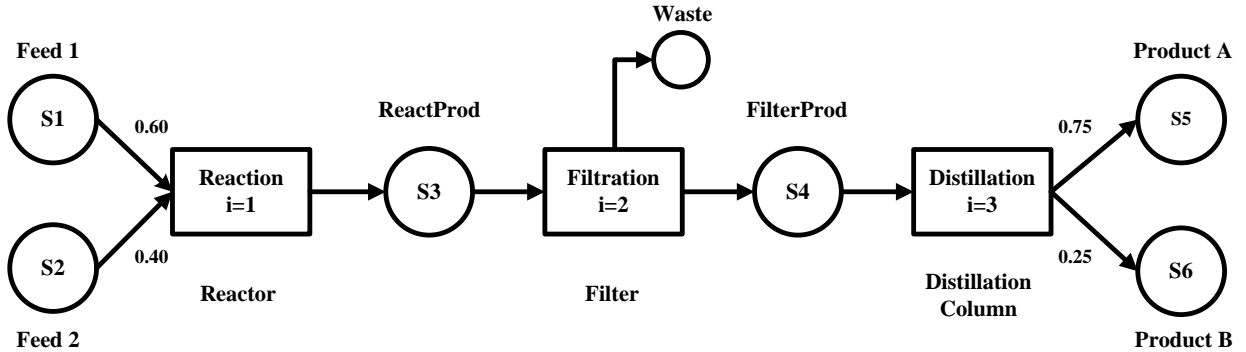 Waste
Feed 1
Product A
S1
0.60
ReactProd
FilterProd
0.75
S5
Reaction
i=1
S3
Filtration
i=2
S4
Distillation
i=3
S2
0.40
0.25
S6
Reactor
Filter
Distillation
Column
Feed 2
Product B